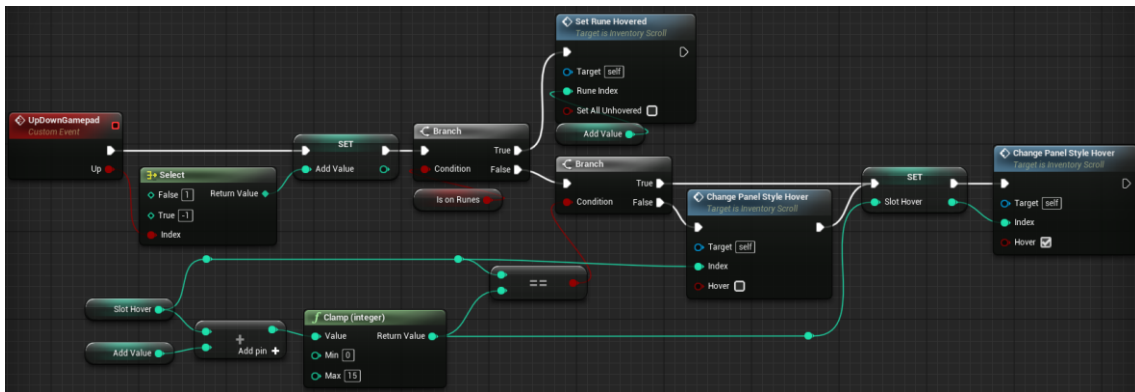 Set Rune Hovered
Target is Inventory Scroll
Target self
Rune Index
Set All Unhovered
Add Value
UpDownGamepad
Custom Event
Up
Select
False 1
Return Value
True -1
Index
SET
Add Value
Branch
True
Condition
False
Is on Runes
Branch
True
Condition
False
Change Panel Style Hover
Target is Inventory Scroll
Target self
Index
Hover
SET
Slot Hover
Change Panel Style Hover
Target is Inventory Scroll
Target self
Index
Hover
==
Slot Hover
Add Value
+
Add pin +
f Clamp (integer)
Value
Return Value
Min 0
Max 15